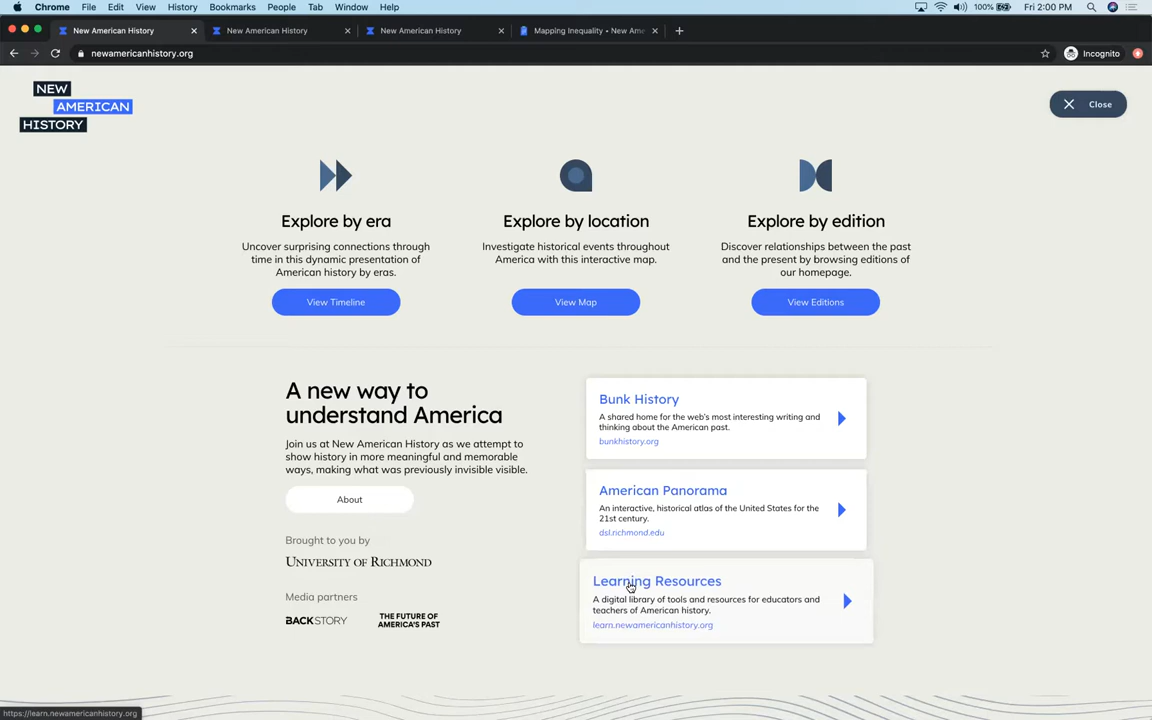 Chrome File Edit View History Bookmarks People Tab Window Help 100% Fri 2:00 PM
New American History
New American History
New American History
Mapping Inequality • New Ame
newamericanhistory.org
Incognito
NEW
AMERICAN
HISTORY
Close
Explore by era
Uncover surprising connections through
time in this dynamic presentation of
American history by eras.
View Timeline
Explore by location
Investigate historical events throughout
America with this interactive map.
View Map
Explore by edition
Discover relationships between the past
and the present by browsing editions of
our homepage.
View Editions
A new way to
understand America
Join us at New American History as we attempt to
show history in more meaningful and memorable
ways, making what was previously invisible visible.
About
Brought to you by
UNIVERSITY OF RICHMOND
Media partners
BACKSTORY
THE FUTURE OF
AMERICA'S PAST
Bunk History
A shared home for the web's most interesting writing and
thinking about the American past.
bunkhistory.org
American Panorama
An interactive, historical atlas of the United States for the
21st century.
dsl.richmond.edu
Learning Resources
A digital library of tools and resources for educators and
teachers of American history.
learn.newamericanhistory.org
https://learn.newamericanhistory.org